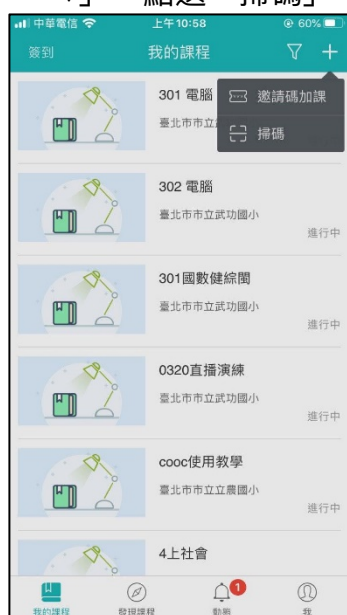 點選 掃碼」
中華電信 上午10:58 60%
簽到 我的課程
301 電腦
邀請碼加課
臺北市市立
掃碼
302 電腦
臺北市市立武功國小
進行中
301國數健綜閩
臺北市市立武功國小
進行中
0320直播演練
臺北市市立武功國小
進行中
cooc使用教學
臺北市市立立農國小
進行中
4上社會
1
我的課程 發現課程 動態 我